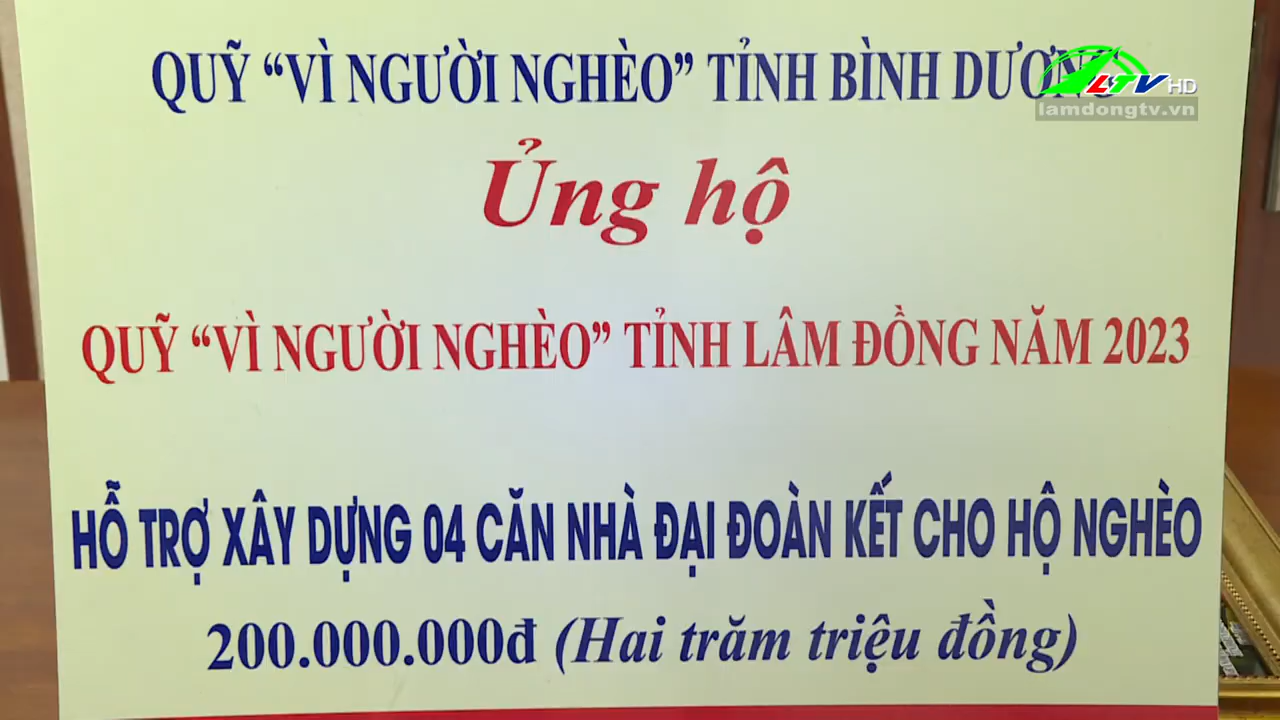 QUỸ “VÌ NGƯỜI NGHÈO” TỈNH BÌNH DƯƠNG
LTV HD
lamdongtv.vn
Ủng hộ
QUỸ “VÌ NGƯỜI NGHÈO” TỈNH LÂM ĐỒNG NĂM 2023
HỖ TRỢ XÂY DỰNG 04 CĂN NHÀ ĐẠI ĐOÀN KẾT CHO HỘ NGHÈO
200.000.000đ (Hai trăm triệu đồng)